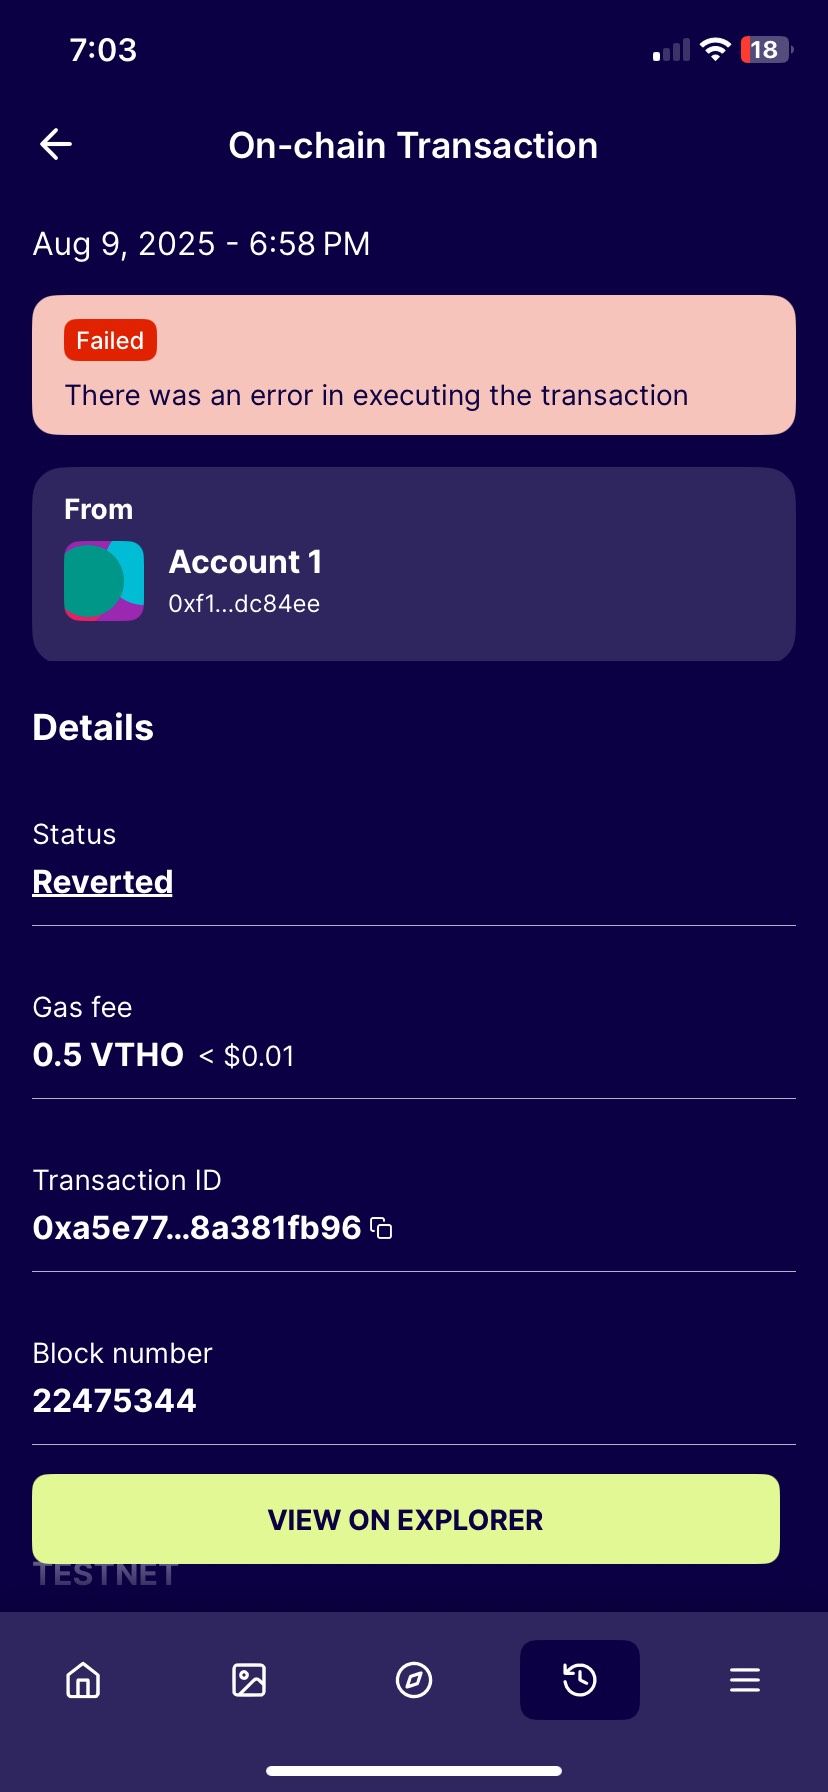 7:03
18
On-chain Transaction
Aug 9, 2025 - 6:58 PM
Failed
There was an error in executing the transaction
From
Account 1
0xf1...dc84ee
Details
Status
Reverted
Gas fee
0.5 VTHO < $0.01
Transaction ID
0xa5e77...8a381fb96
Block number
22475344
VIEW ON EXPLORER
TESTNET